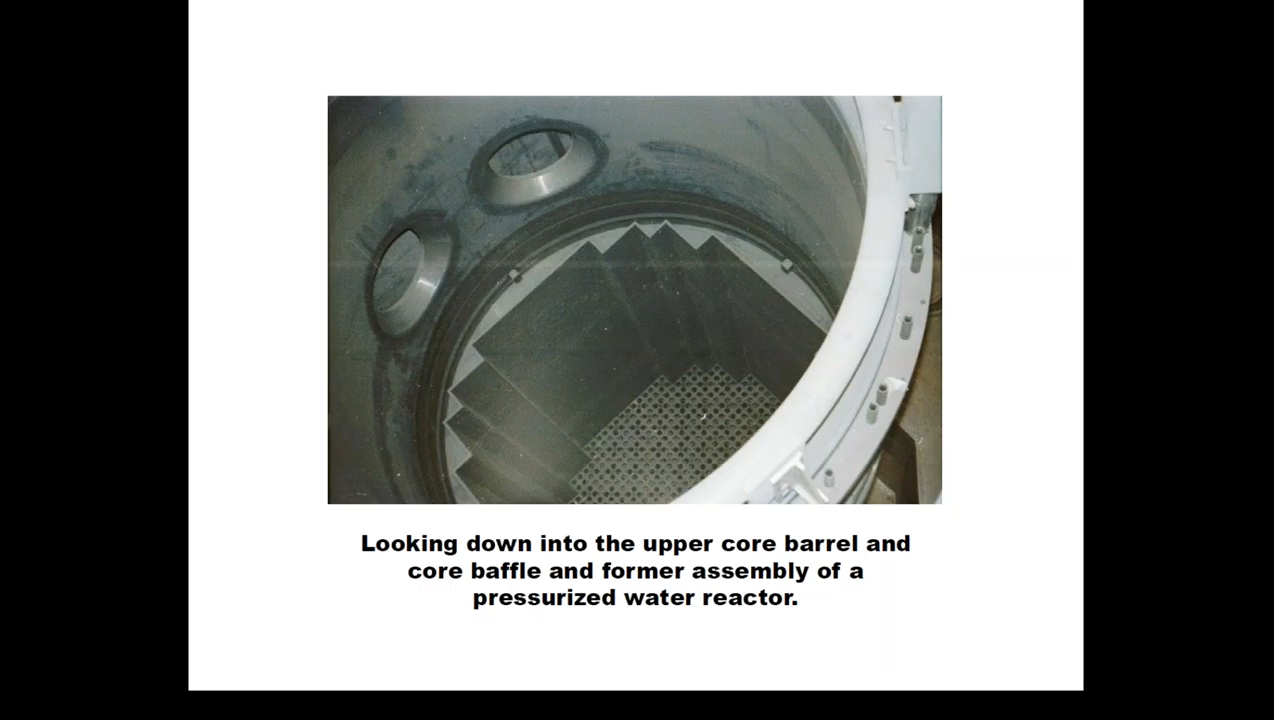 Looking down into the upper core barrel and
core baffle and former assembly of a
pressurized water reactor.